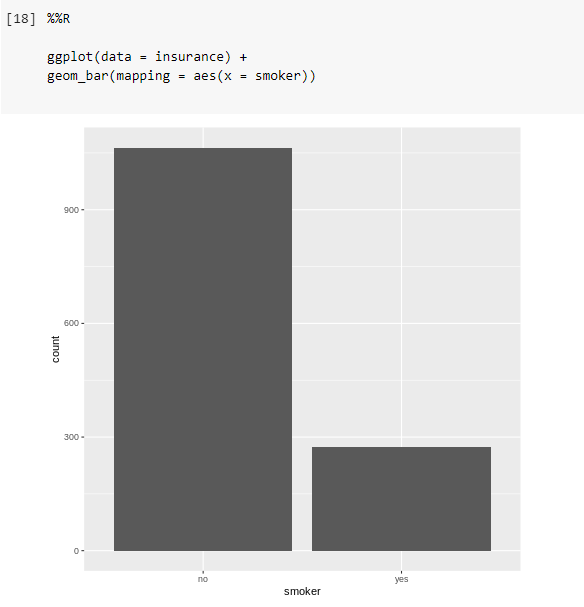 [18] %%R
ggplot(data = insurance) +
geom_bar(mapping = aes(x = smoker))
900
600
count
300
0
no yes
smoker